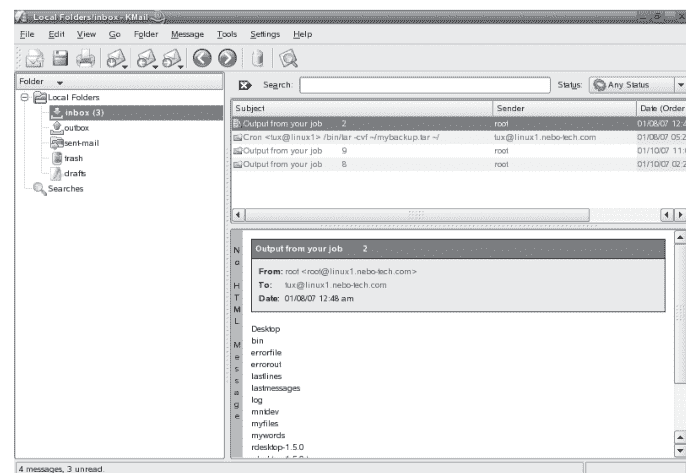 Local Folders/inbox - KMail
File Edit View Go Folder Message Tools Settings Help
Folder
Local Folders
inbox (3)
outbox
sent-mail
trash
drafts
Searches
Search: Status: Any Status
Subject Sender Date (Order
Output from your job 2 root 01/08/07 12:4
Cron <tux@linux1> /bin/tar -cvf ~/mybackup.tar ~/ tux@linux1.nebo-tech.com 01/08/07 05:2
Output from your job 9 root 01/10/07 11:
Output from your job 8 root 01/10/07 02:2
No HTML Message
Output from your job 2
From: root <root@linux1.nebo-tech.com>
To: tux@linux1.nebo-tech.com
Date: 01/08/07 12:48 am
Desktop
bin
errorfile
errorout
lastlines
lastmessages
log
mntdev
myfiles
mywords
rdesktop-1.5.0
4 messages, 3 unread.